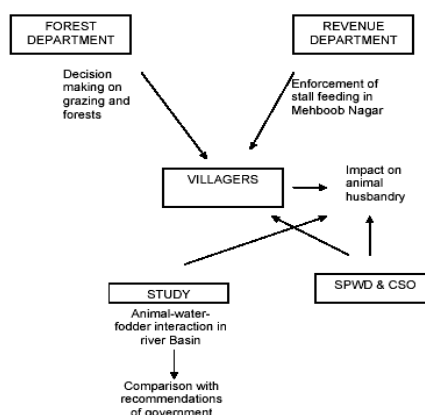 FOREST
DEPARTMENT
REVENUE
DEPARTMENT
Decision
making on
grazing and
forests
Enforcement of
stall feeding in
Mehboob Nagar
VILLAGERS
Impact on
animal
husbandry
STUDY
SPWD & CSO
Animal-water-
fodder interaction in
river Basin
Comparison with
recommendations
of government